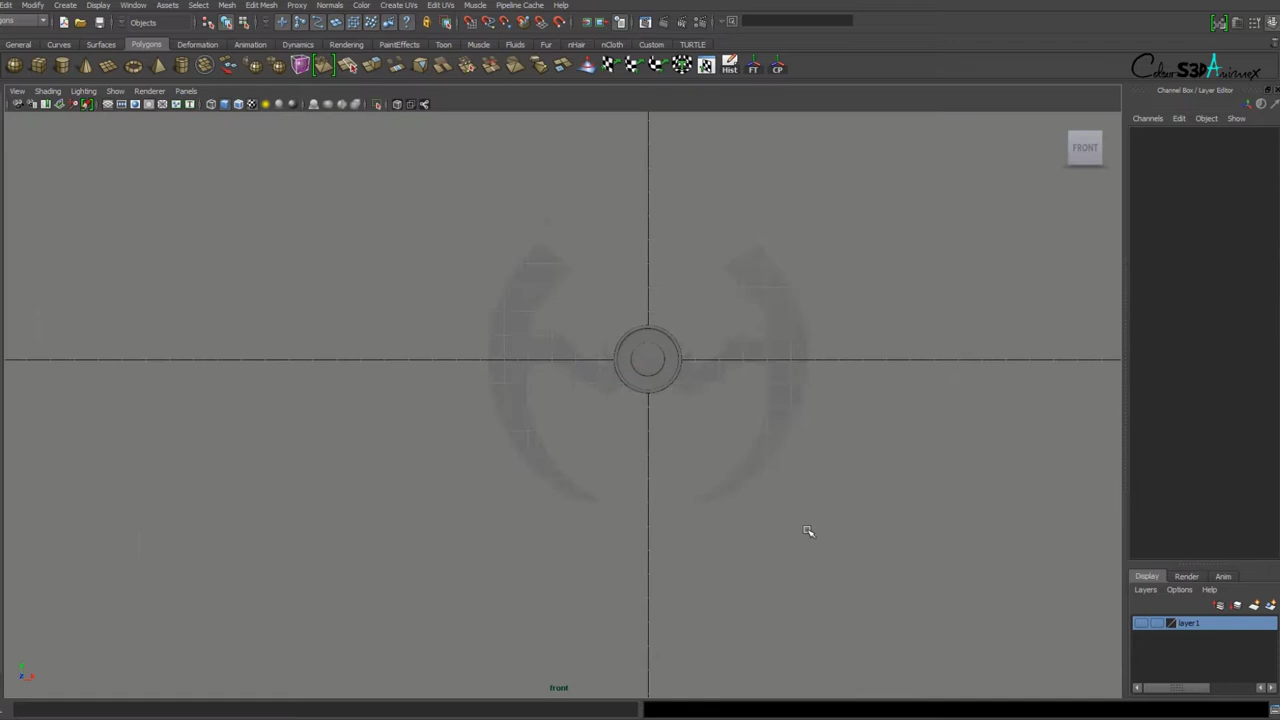 Edit Modify Create Display Window Assets Select Mesh Edit Mesh Proxy Normals Color Create UVs Edit UVs Muscle Pipeline Cache Help
Objects
General Curves Surfaces Polygons Deformation Animation Dynamics Rendering PaintEffects Toon Muscle Fluids Fur nHair nCloth Custom TURTLE
Hist FT CP
View Shading Lighting Show Renderer Panels
Channel Box / Layer Editor
Channels Edit Object Show
FRONT
Display Render Anim
Layers Options Help
layer1
front